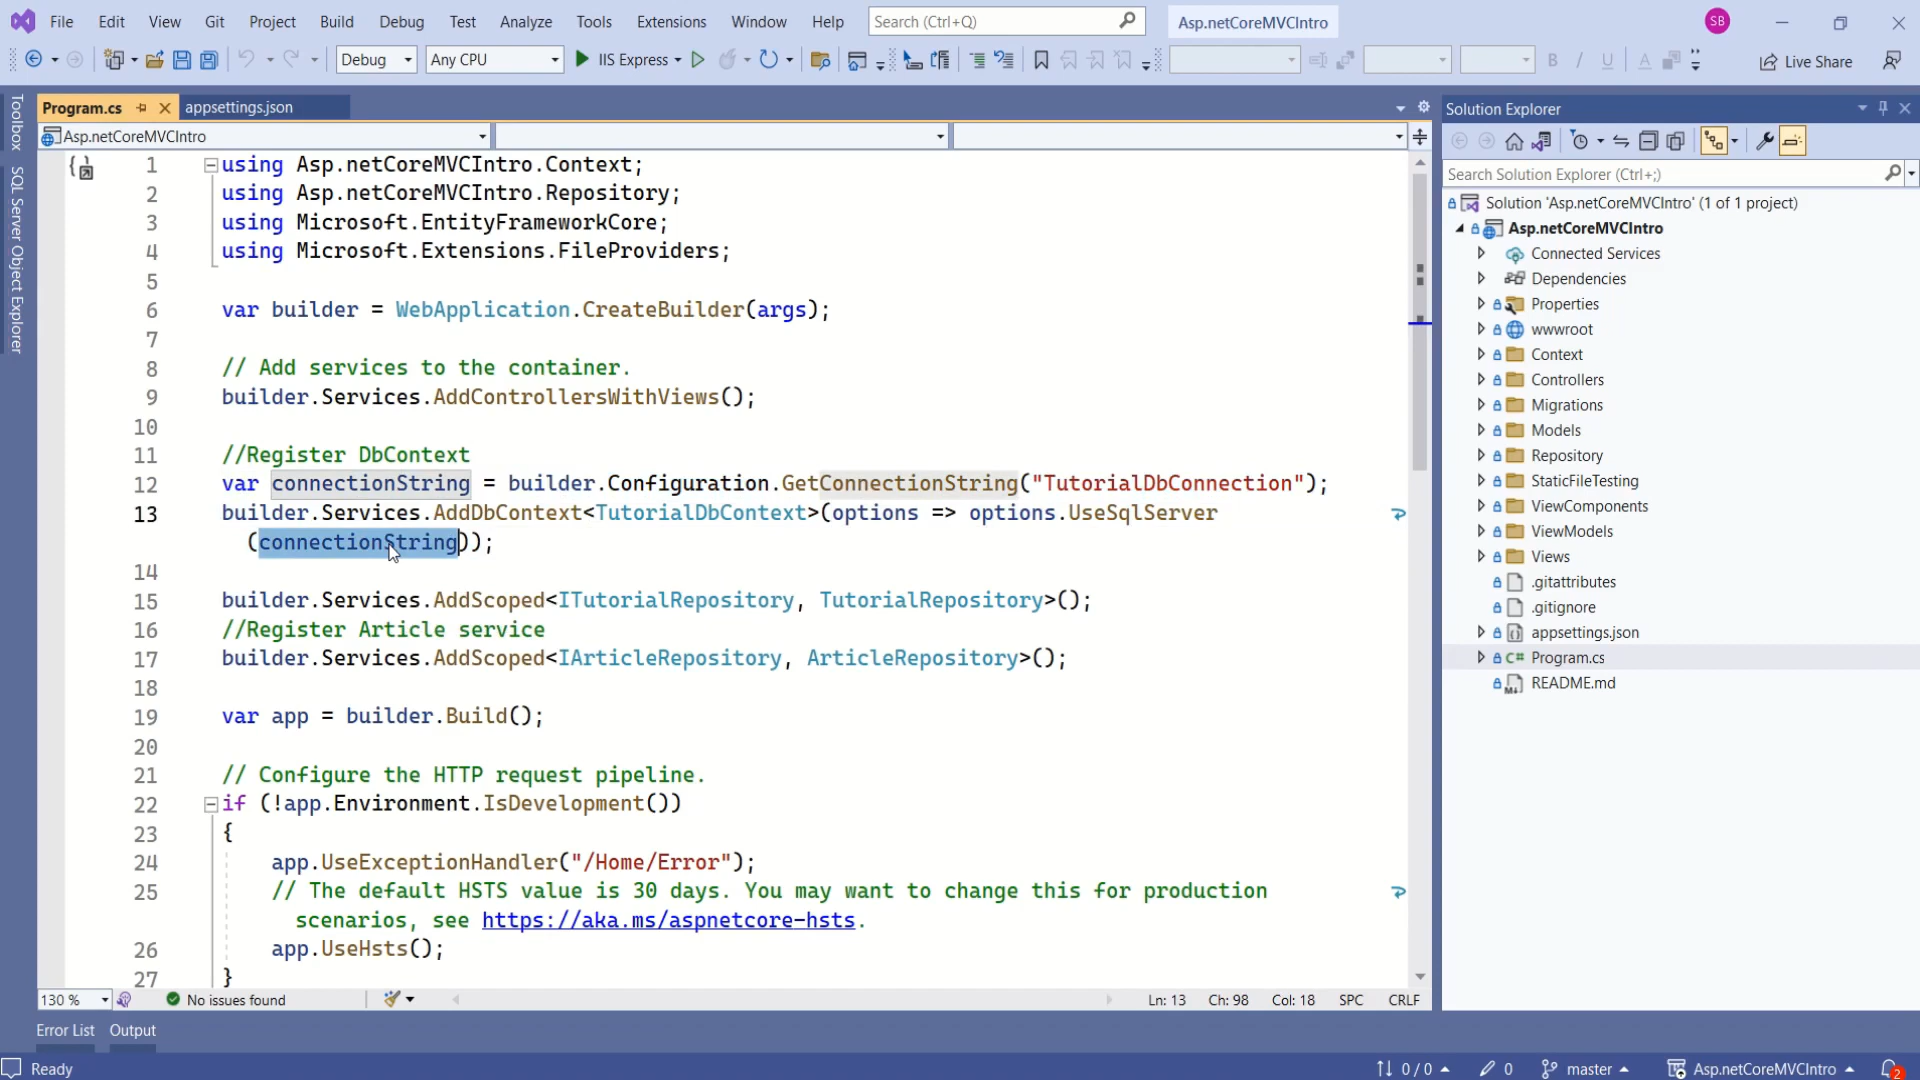 File Edit View Git Project Build Debug Test Analyze Tools Extensions Window Help Search (Ctrl+Q) Asp.netCoreMVCIntro SB
Debug Any CPU IIS Express Live Share
Toolbox
SQL Server Object Explorer
Program.cs appsettings.json
Asp.netCoreMVCIntro
1 using Asp.netCoreMVCIntro.Context;
2 using Asp.netCoreMVCIntro.Repository;
3 using Microsoft.EntityFrameworkCore;
4 using Microsoft.Extensions.FileProviders;
5
6 var builder = WebApplication.CreateBuilder(args);
7
8 // Add services to the container.
9 builder.Services.AddControllersWithViews();
10
11 //Register DbContext
12 var connectionString = builder.Configuration.GetConnectionString("TutorialDbConnection");
13 builder.Services.AddDbContext<TutorialDbContext>(options => options.UseSqlServer
(connectionString));
14
15 builder.Services.AddScoped<ITutorialRepository, TutorialRepository>();
16 //Register Article service
17 builder.Services.AddScoped<IArticleRepository, ArticleRepository>();
18
19 var app = builder.Build();
20
21 // Configure the HTTP request pipeline.
22 if (!app.Environment.IsDevelopment())
23 {
24 app.UseExceptionHandler("/Home/Error");
25 // The default HSTS value is 30 days. You may want to change this for production
scenarios, see https://aka.ms/aspnetcore-hsts.
26 app.UseHsts();
27 }
130 % No issues found Ln: 13 Ch: 98 Col: 18 SPC CRLF
Solution Explorer
Search Solution Explorer (Ctrl+;)
Solution 'Asp.netCoreMVCIntro' (1 of 1 project)
Asp.netCoreMVCIntro
Connected Services
Dependencies
Properties
wwwroot
Context
Controllers
Migrations
Models
Repository
StaticFileTesting
ViewComponents
ViewModels
Views
.gitattributes
.gitignore
appsettings.json
C# Program.cs
README.md
Error List Output
Ready 0 / 0 0 master Asp.netCoreMVCIntro 2